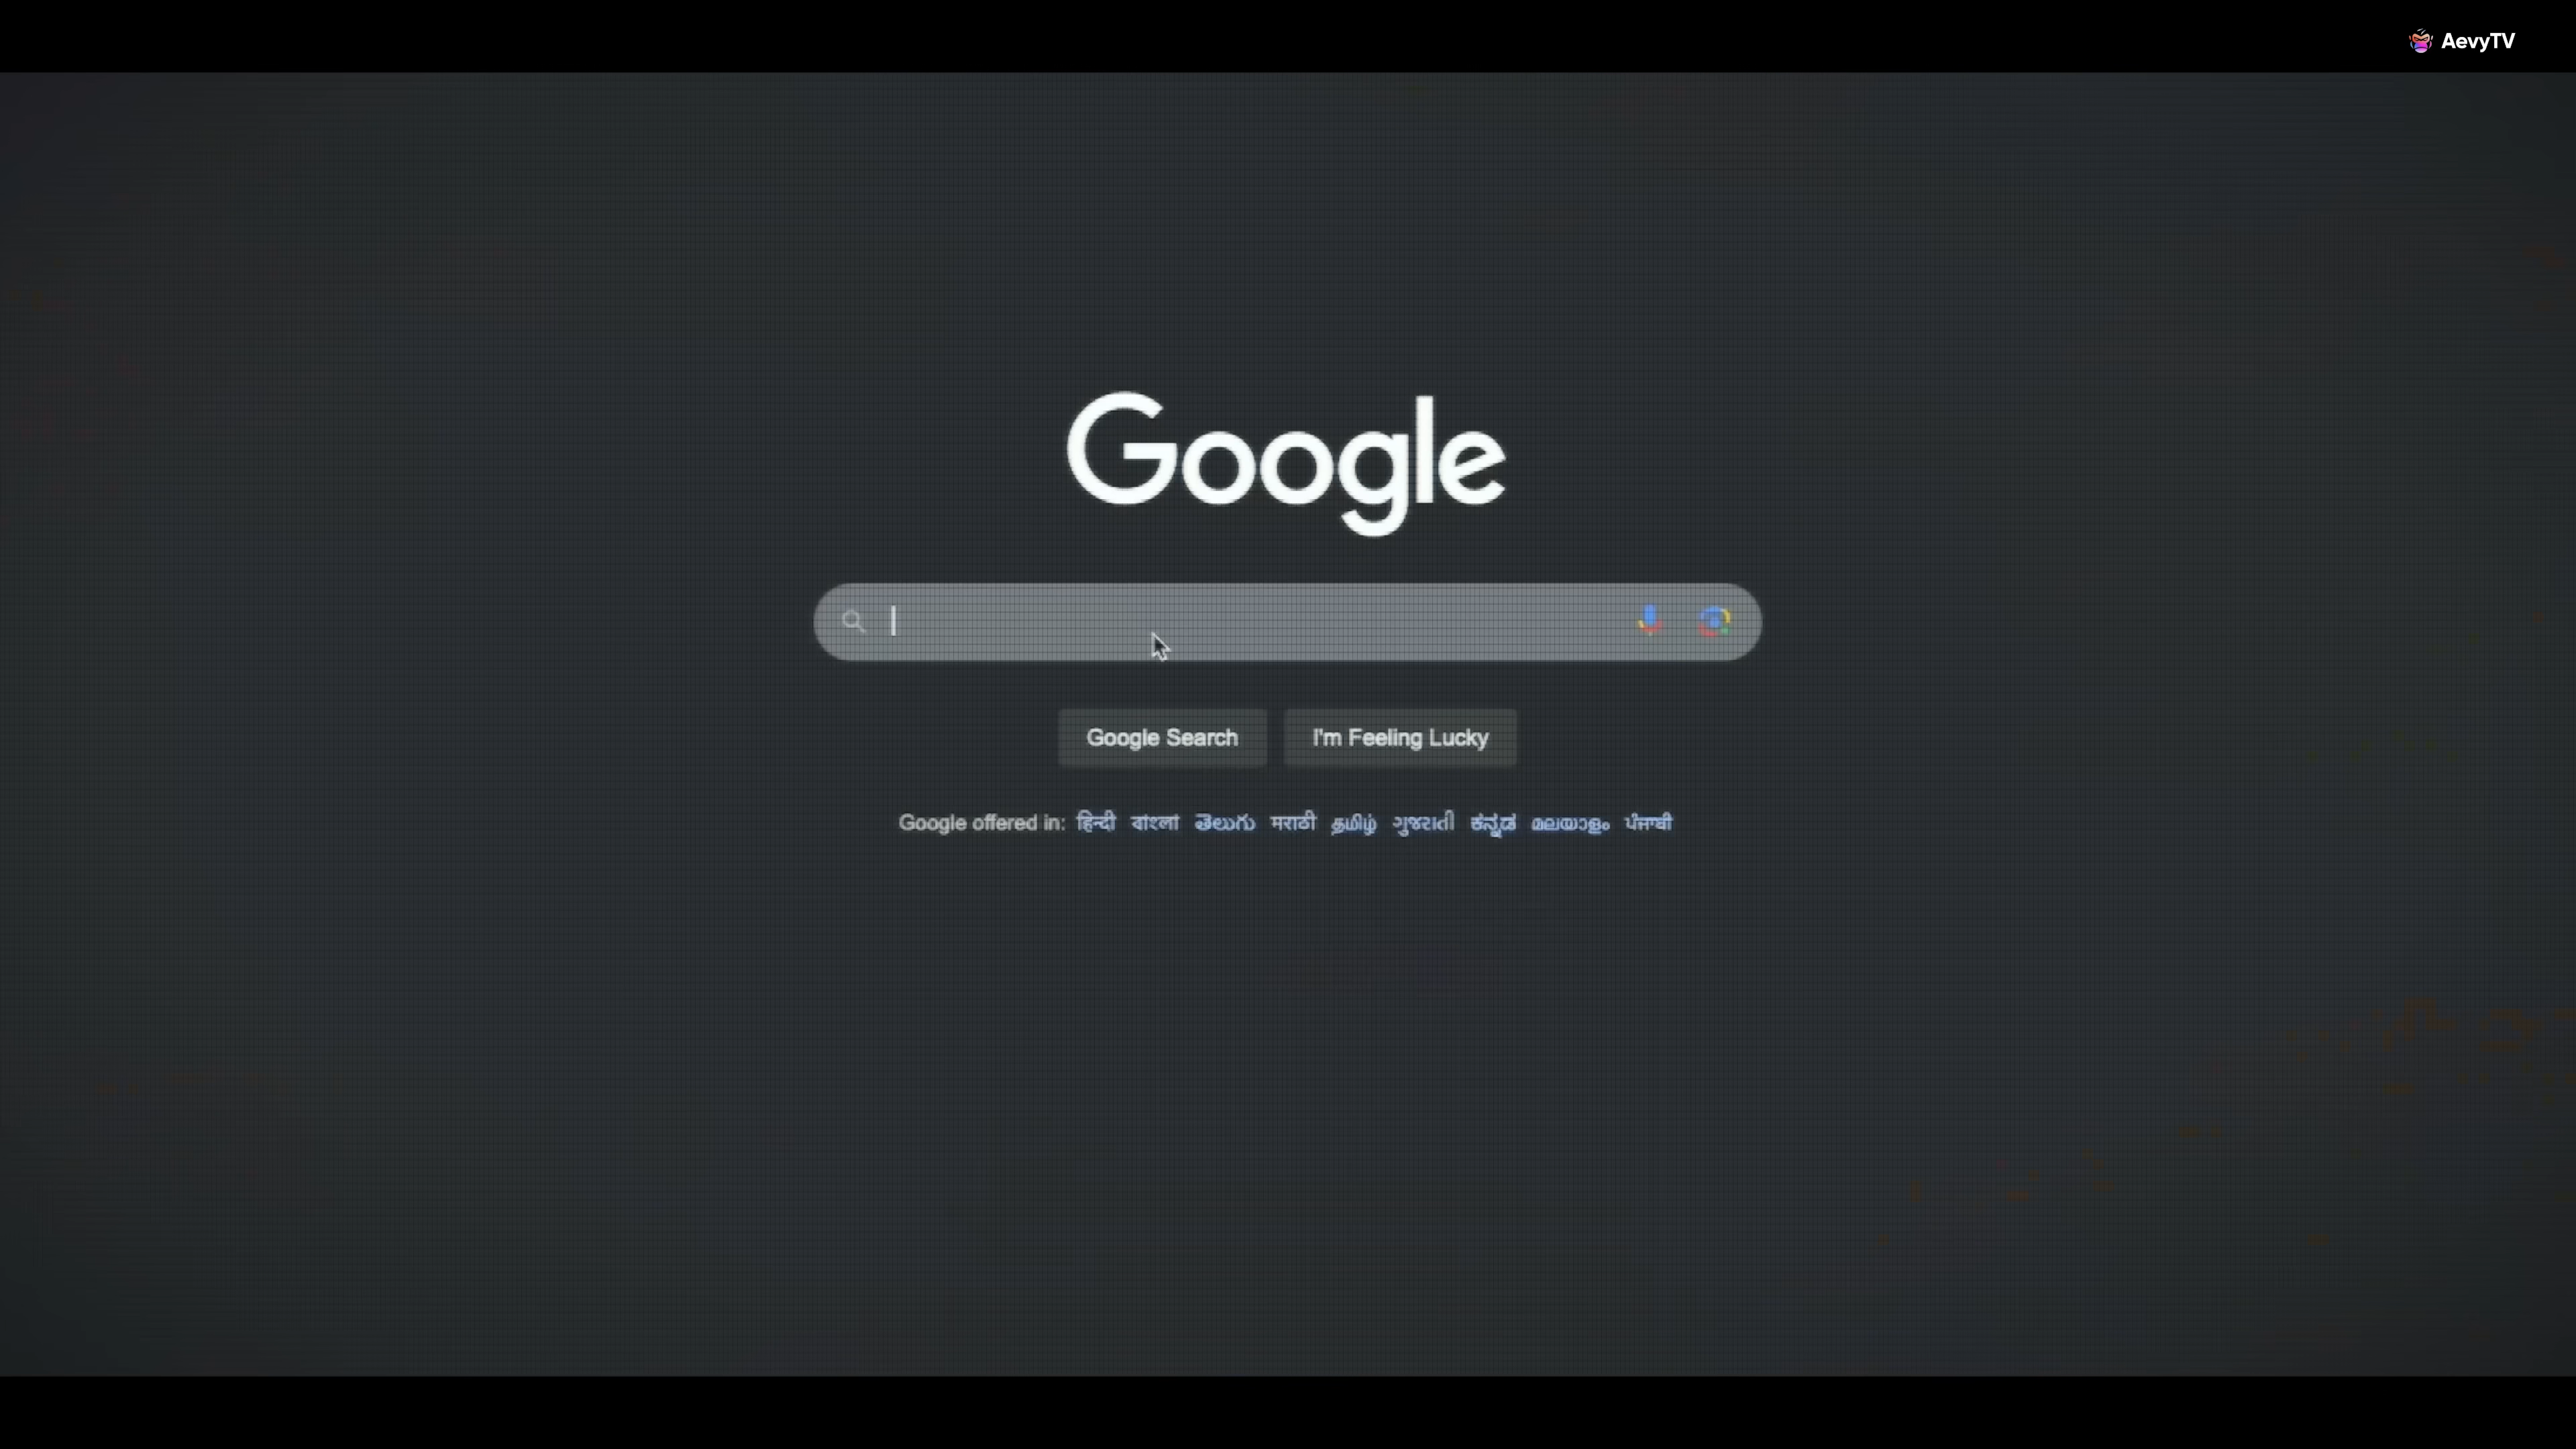 AevyTV
Google
Google Search
I'm Feeling Lucky
Google offered in: हिन्दी বাংলা తెలుగు मराठी தமிழ் ગુજરાતી ಕನ್ನಡ മലയാളം ਪੰਜਾਬੀ